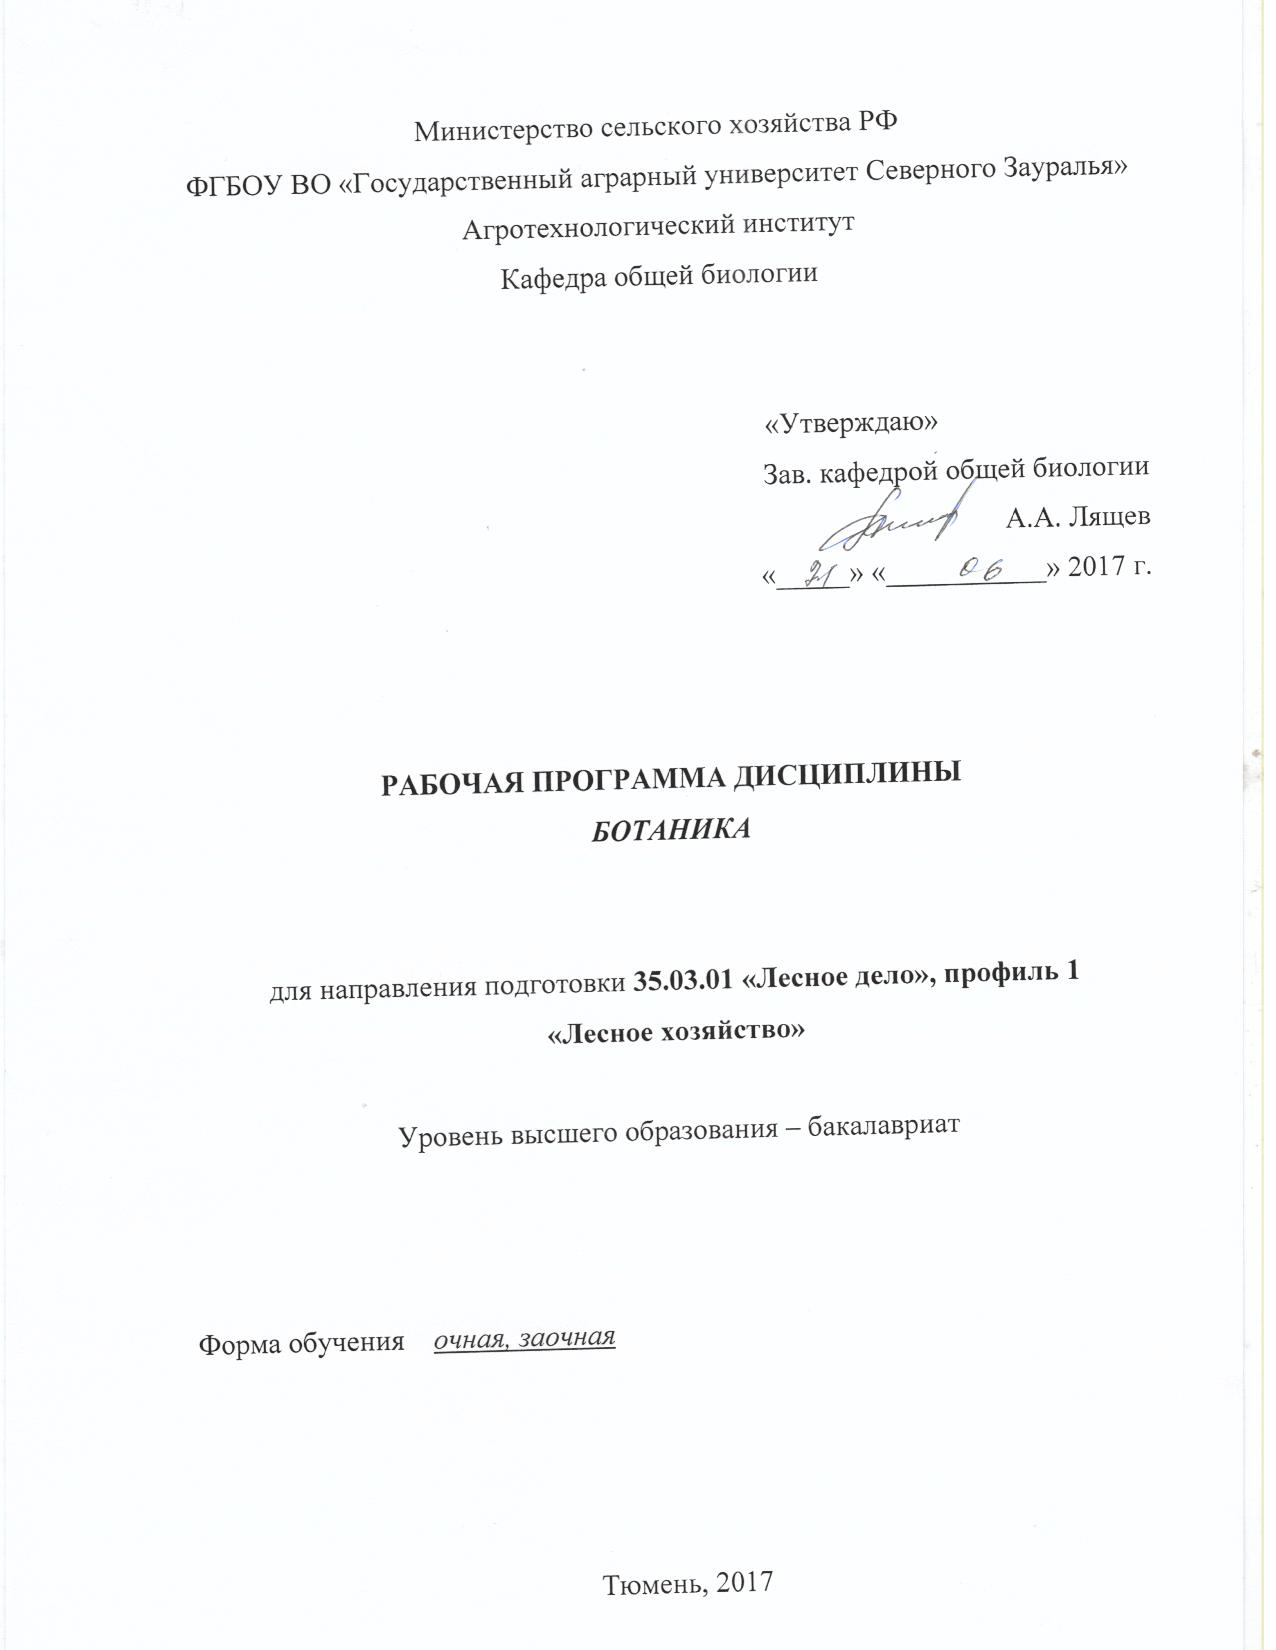 Министерство сельского хозяйства РФ
ФГБОУ ВО «Государственный аграрный университет Северного Зауралья»
Агротехнологический институт
Кафедра общей биологии
«Утверждаю»
Зав. кафедрой общей биологии
А.А. Лящев
«21» «06» 2017 г.
РАБОЧАЯ ПРОГРАММА ДИСЦИПЛИНЫ
БОТАНИКА
для направления подготовки 35.03.01 «Лесное дело», профиль 1
«Лесное хозяйство»
Уровень высшего образования – бакалавриат
Форма обучения очная, заочная
Тюмень, 2017